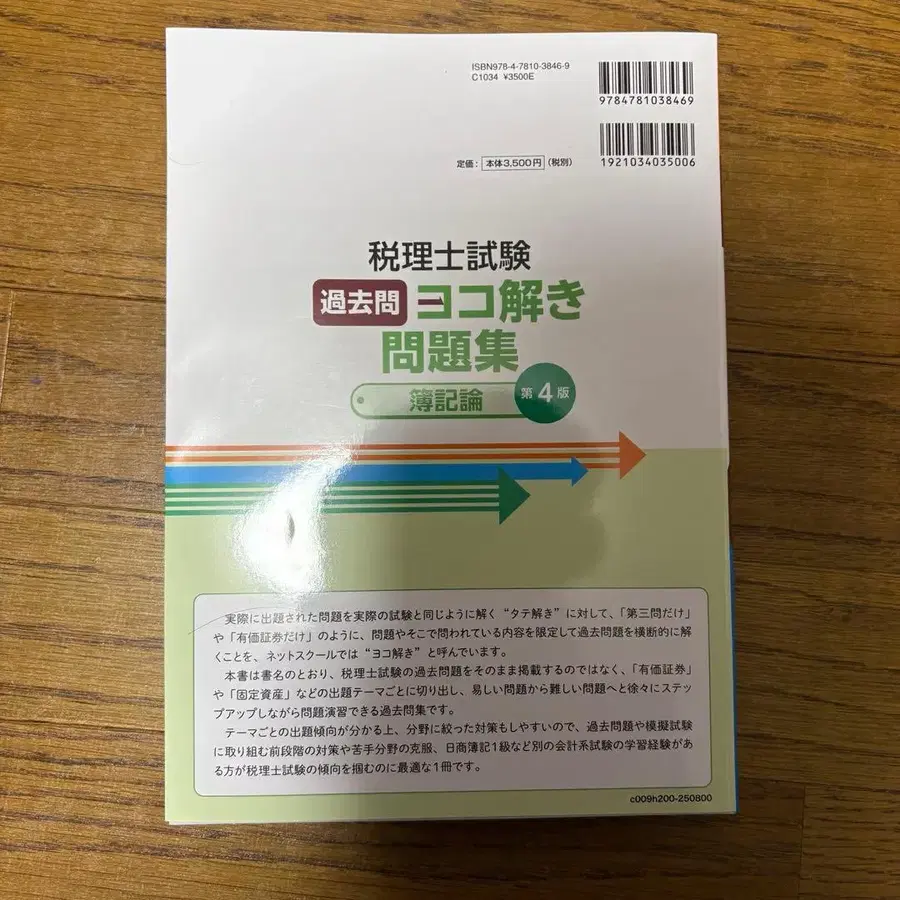 ISBN978-4-7810-3846-9
C1034 ¥3500E
9784781038469
1921034035006
定価：本体3,500円（税別）
税理士試験
過去問 ヨコ解き
問題集
簿記論 第4版
実際に出題された問題を実際の試験と同じように解く“タテ解き”に対して、「第三問だけ」
や「有価証券だけ」のように、問題やそこで問われている内容を限定して過去問題を横断的に解
くことを、ネットスクールでは“ヨコ解き”と呼んでいます。
本書は書名のとおり、税理士試験の過去問題をそのまま掲載するのではなく、「有価証券」
や「固定資産」などの出題テーマごとに切り出し、易しい問題から難しい問題へと徐々にステッ
プアップしながら問題演習できる過去問集です。
テーマごとの出題傾向が分かる上、分野に絞った対策もしやすいので、過去問題や模擬試験
に取り組む前段階の対策や苦手分野の克服、日商簿記1級など別の会計系試験の学習経験があ
る方が税理士試験の傾向を掴むのに最適な1冊です。
c009h200-250800